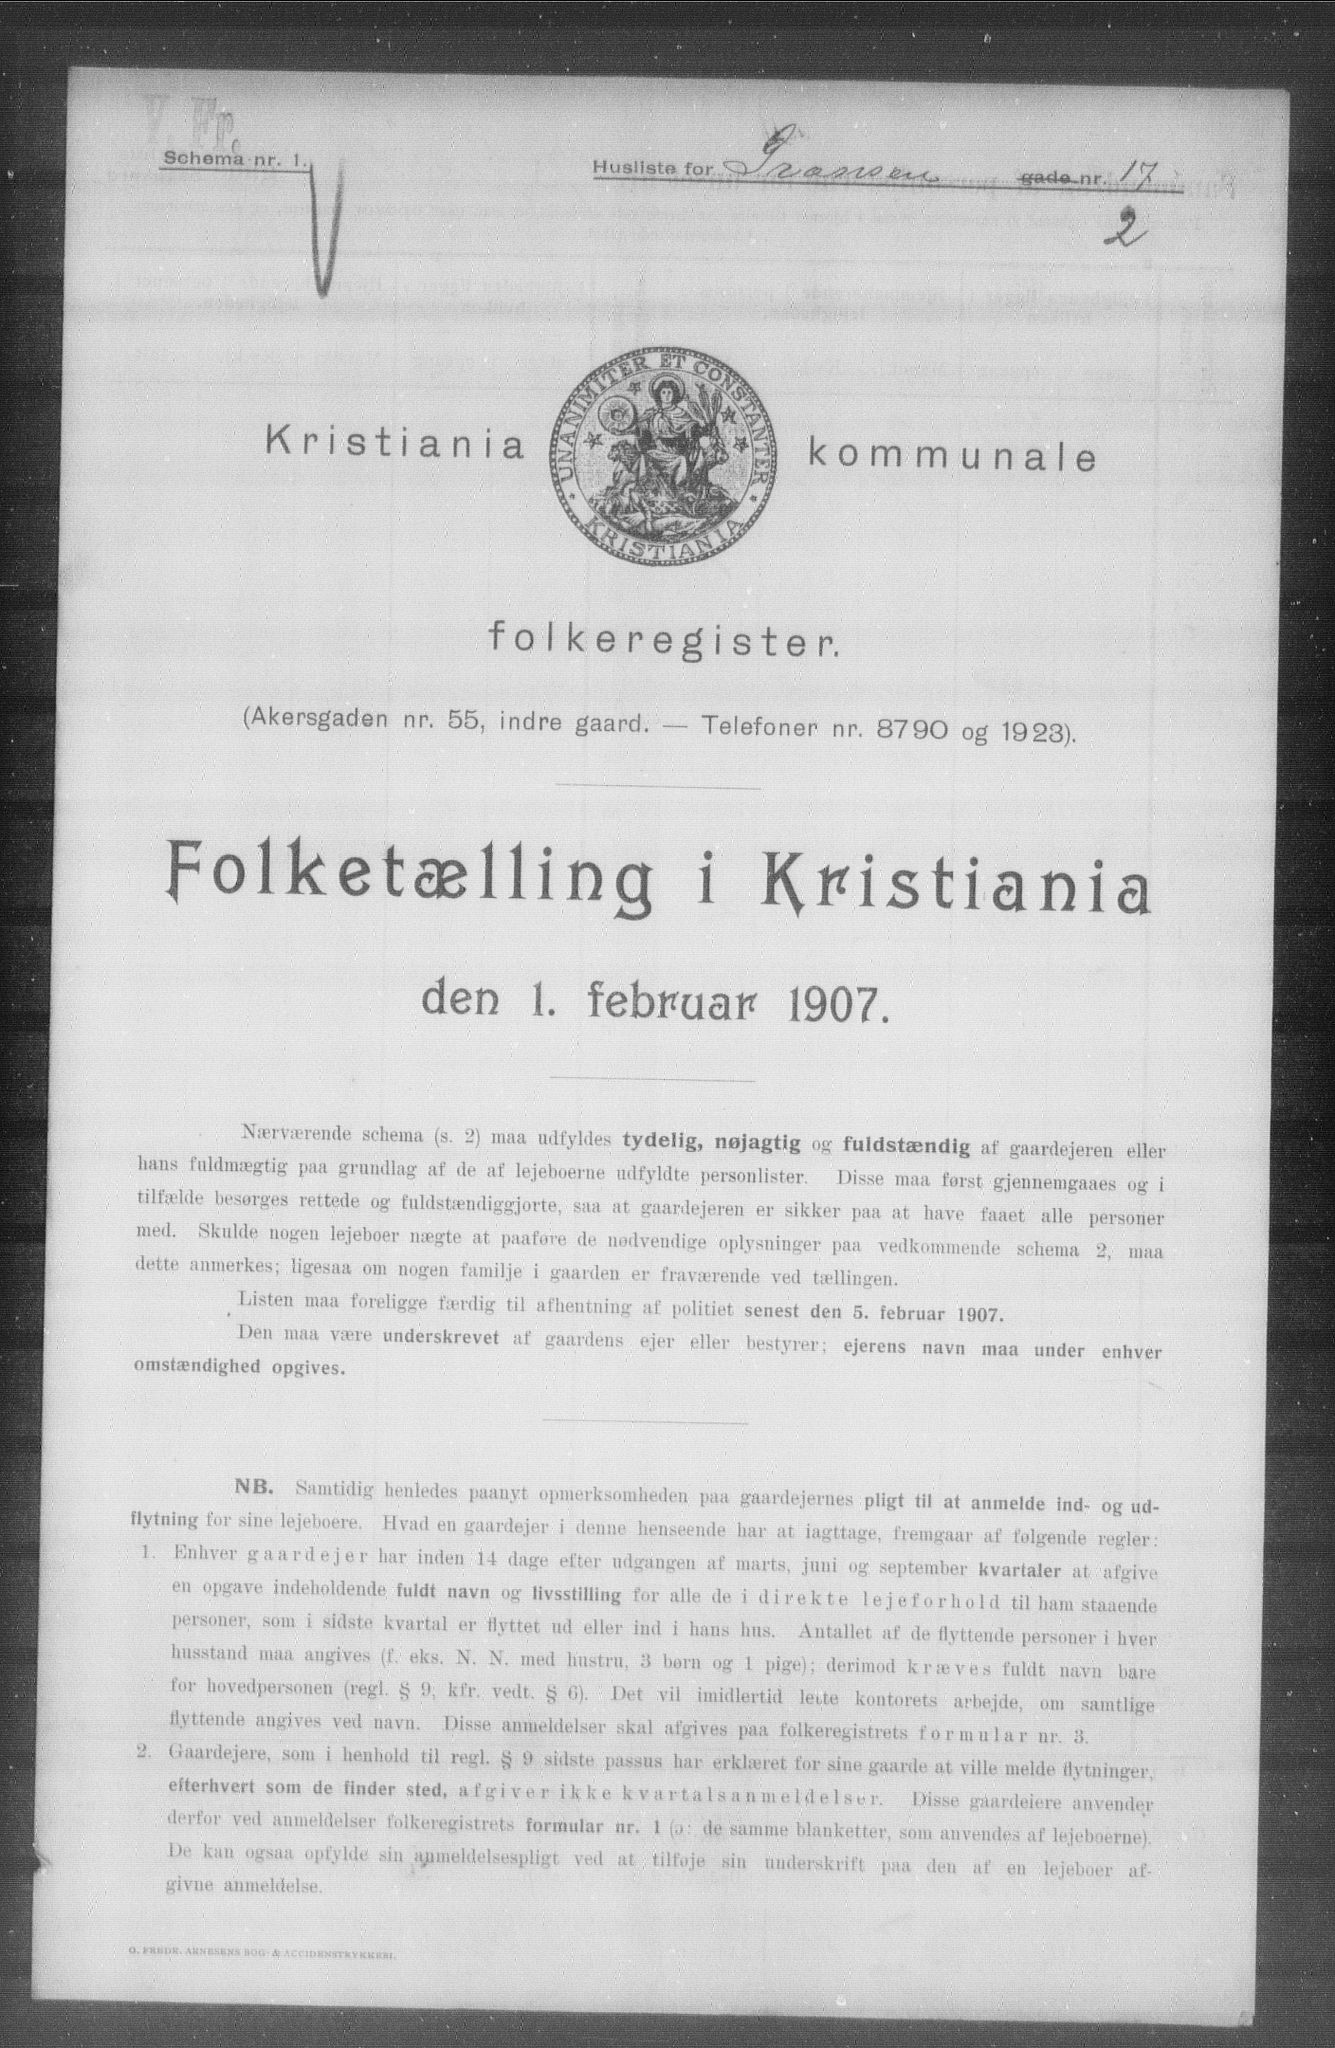 V. Fr.
Schema nr. 1.
Husliste for Grænsen gade nr. 17
2
UNANIMITER ET CONSTANTER
KRISTIANIA
Kristiania kommunale
folkeregister.
(Akersgaden nr. 55, indre gaard. — Telefoner nr. 8790 og 1923).
Folketælling i Kristiania
den 1. februar 1907.
Nærværende schema (s. 2) maa udfyldes tydelig, nøjagtig og fuldstændig af gaardejeren eller
hans fuldmægtig paa grundlag af de af lejeboerne udfyldte personlister. Disse maa først gjennemgaaes og i
tilfælde besørges rettede og fuldstændiggjorte, saa at gaardejeren er sikker paa at have faaet alle personer
med. Skulde nogen lejeboer nægte at paaføre de nødvendige oplysninger paa vedkommende schema 2, maa
dette anmerkes; ligesaa om nogen familje i gaarden er fraværende ved tællingen.
Listen maa foreligge færdig til afhentning af politiet senest den 5. februar 1907.
Den maa være underskrevet af gaardens ejer eller bestyrer; ejerens navn maa under enhver
omstændighed opgives.
NB. Samtidig henledes paanyt opmerksomheden paa gaardejernes pligt til at anmelde ind- og ud-
flytning for sine lejeboere. Hvad en gaardejer i denne henseende har at iagttage, fremgaar af følgende regler:
1. Enhver gaardejer har inden 14 dage efter udgangen af marts, juni og september kvartaler at afgive
en opgave indeholdende fuldt navn og livsstilling for alle de i direkte lejeforhold til ham staaende
personer, som i sidste kvartal er flyttet ud eller ind i hans hus. Antallet af de flyttende personer i hver
husstand maa angives (f. eks. N. N. med hustru, 3 børn og 1 pige); derimod kræves fuldt navn bare
for hovedpersonen (regl. § 9, kfr. vedt. § 6). Det vil imidlertid lette kontorets arbejde, om samtlige
flyttende angives ved navn. Disse anmeldelser skal afgives paa folkeregistrets formular nr. 3.
2. Gaardejere, som i henhold til regl. § 9 sidste passus har erklæret for sine gaarde at ville melde flytninger,
efterhvert som de finder sted, afgiver ikke kvartalsanmeldelser. Disse gaardeiere anvender
derfor ved anmeldelser folkeregistrets formular nr. 1 (ɔ: de samme blanketter, som anvendes af lejeboerne).
De kan ogsaa opfylde sin anmeldelsespligt ved at tilføje sin underskrift paa den af en lejeboer af-
givne anmeldelse.
O. FREDR. ARNESENS BOG- & ACCIDENSTRYKKERI.